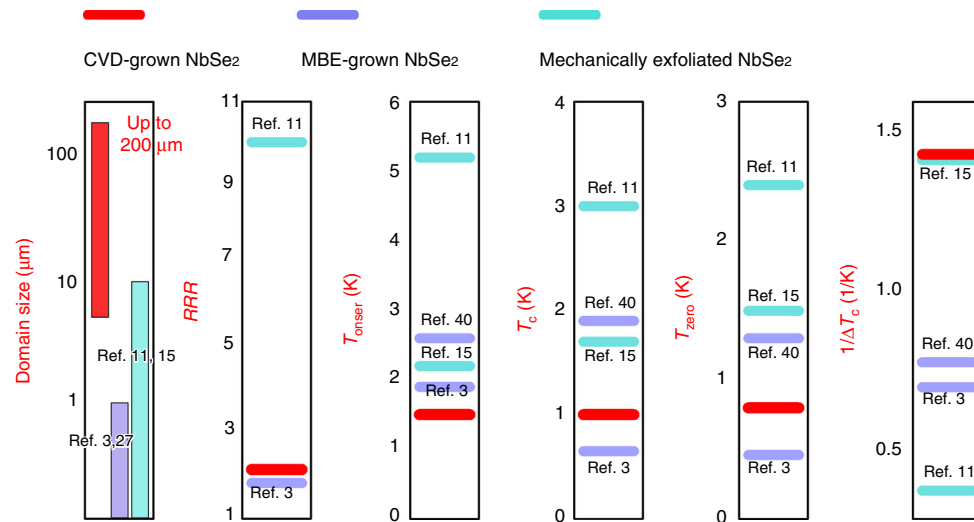 CVD-grown NbSe2
MBE-grown NbSe2
Mechanically exfoliated NbSe2
Domain size (μm)
100
10
1
Up to
200 μm
Ref. 11, 15
Ref. 3,27
RRR
11
9
7
5
3
1
Ref. 11
Ref. 3
Tonser (K)
6
5
4
3
2
1
0
Ref. 11
Ref. 40
Ref. 15
Ref. 3
Tc (K)
4
3
2
1
0
Ref. 11
Ref. 40
Ref. 15
Ref. 3
Tzero (K)
3
2
1
0
Ref. 11
Ref. 15
Ref. 40
Ref. 3
1/ΔTc (1/K)
1.5
1.0
0.5
Ref. 15
Ref. 40
Ref. 3
Ref. 11